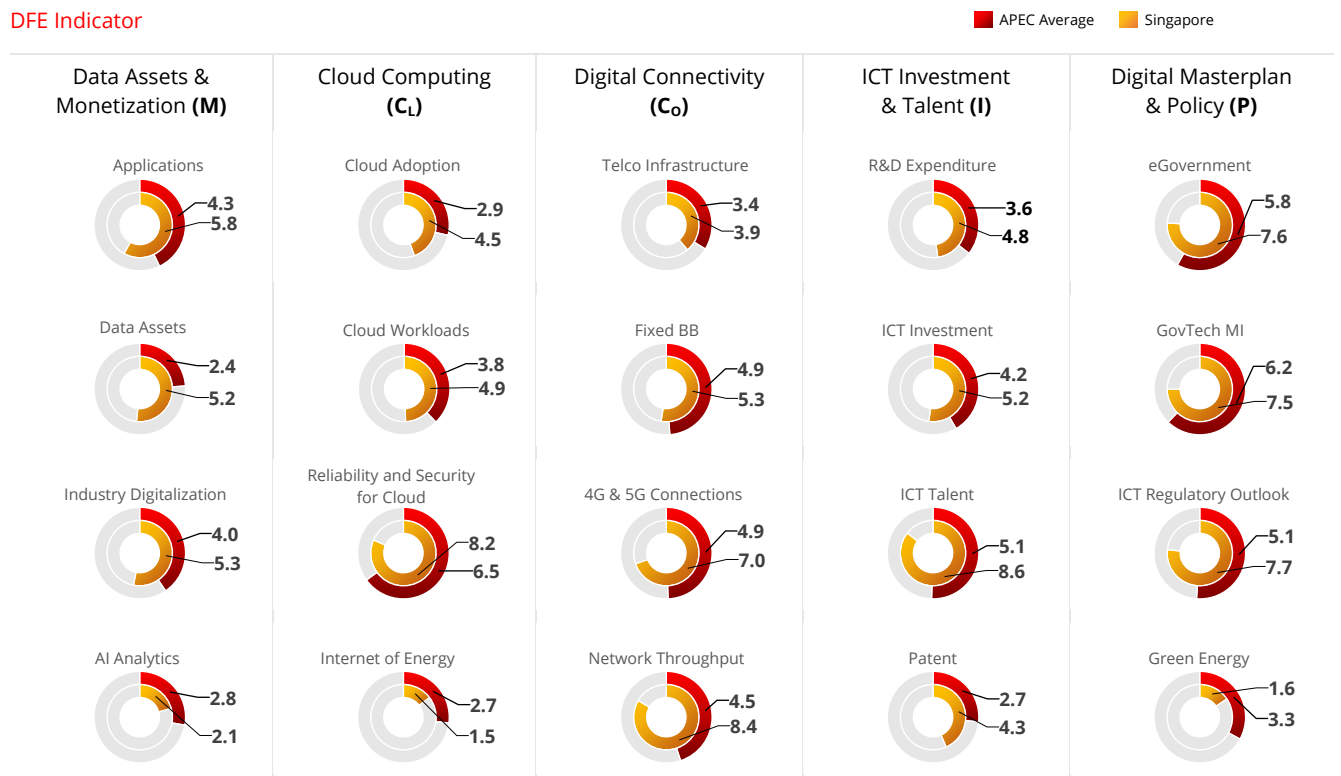 DFE Indicator
APEC Average
Singapore
Data Assets &
Monetization (M)
Applications
4.3
5.8
Data Assets
2.4
5.2
Industry Digitalization
4.0
5.3
AI Analytics
2.8
2.1
Cloud Computing
(CL)
Cloud Adoption
2.9
4.5
Cloud Workloads
3.8
4.9
Reliability and Security
for Cloud
8.2
6.5
Internet of Energy
2.7
1.5
Digital Connectivity
(CO)
Telco Infrastructure
3.4
3.9
Fixed BB
4.9
5.3
4G & 5G Connections
4.9
7.0
Network Throughput
4.5
8.4
ICT Investment
& Talent (I)
R&D Expenditure
3.6
4.8
ICT Investment
4.2
5.2
ICT Talent
5.1
8.6
Patent
2.7
4.3
Digital Masterplan
& Policy (P)
eGovernment
5.8
7.6
GovTech MI
6.2
7.5
ICT Regulatory Outlook
5.1
7.7
Green Energy
1.6
3.3